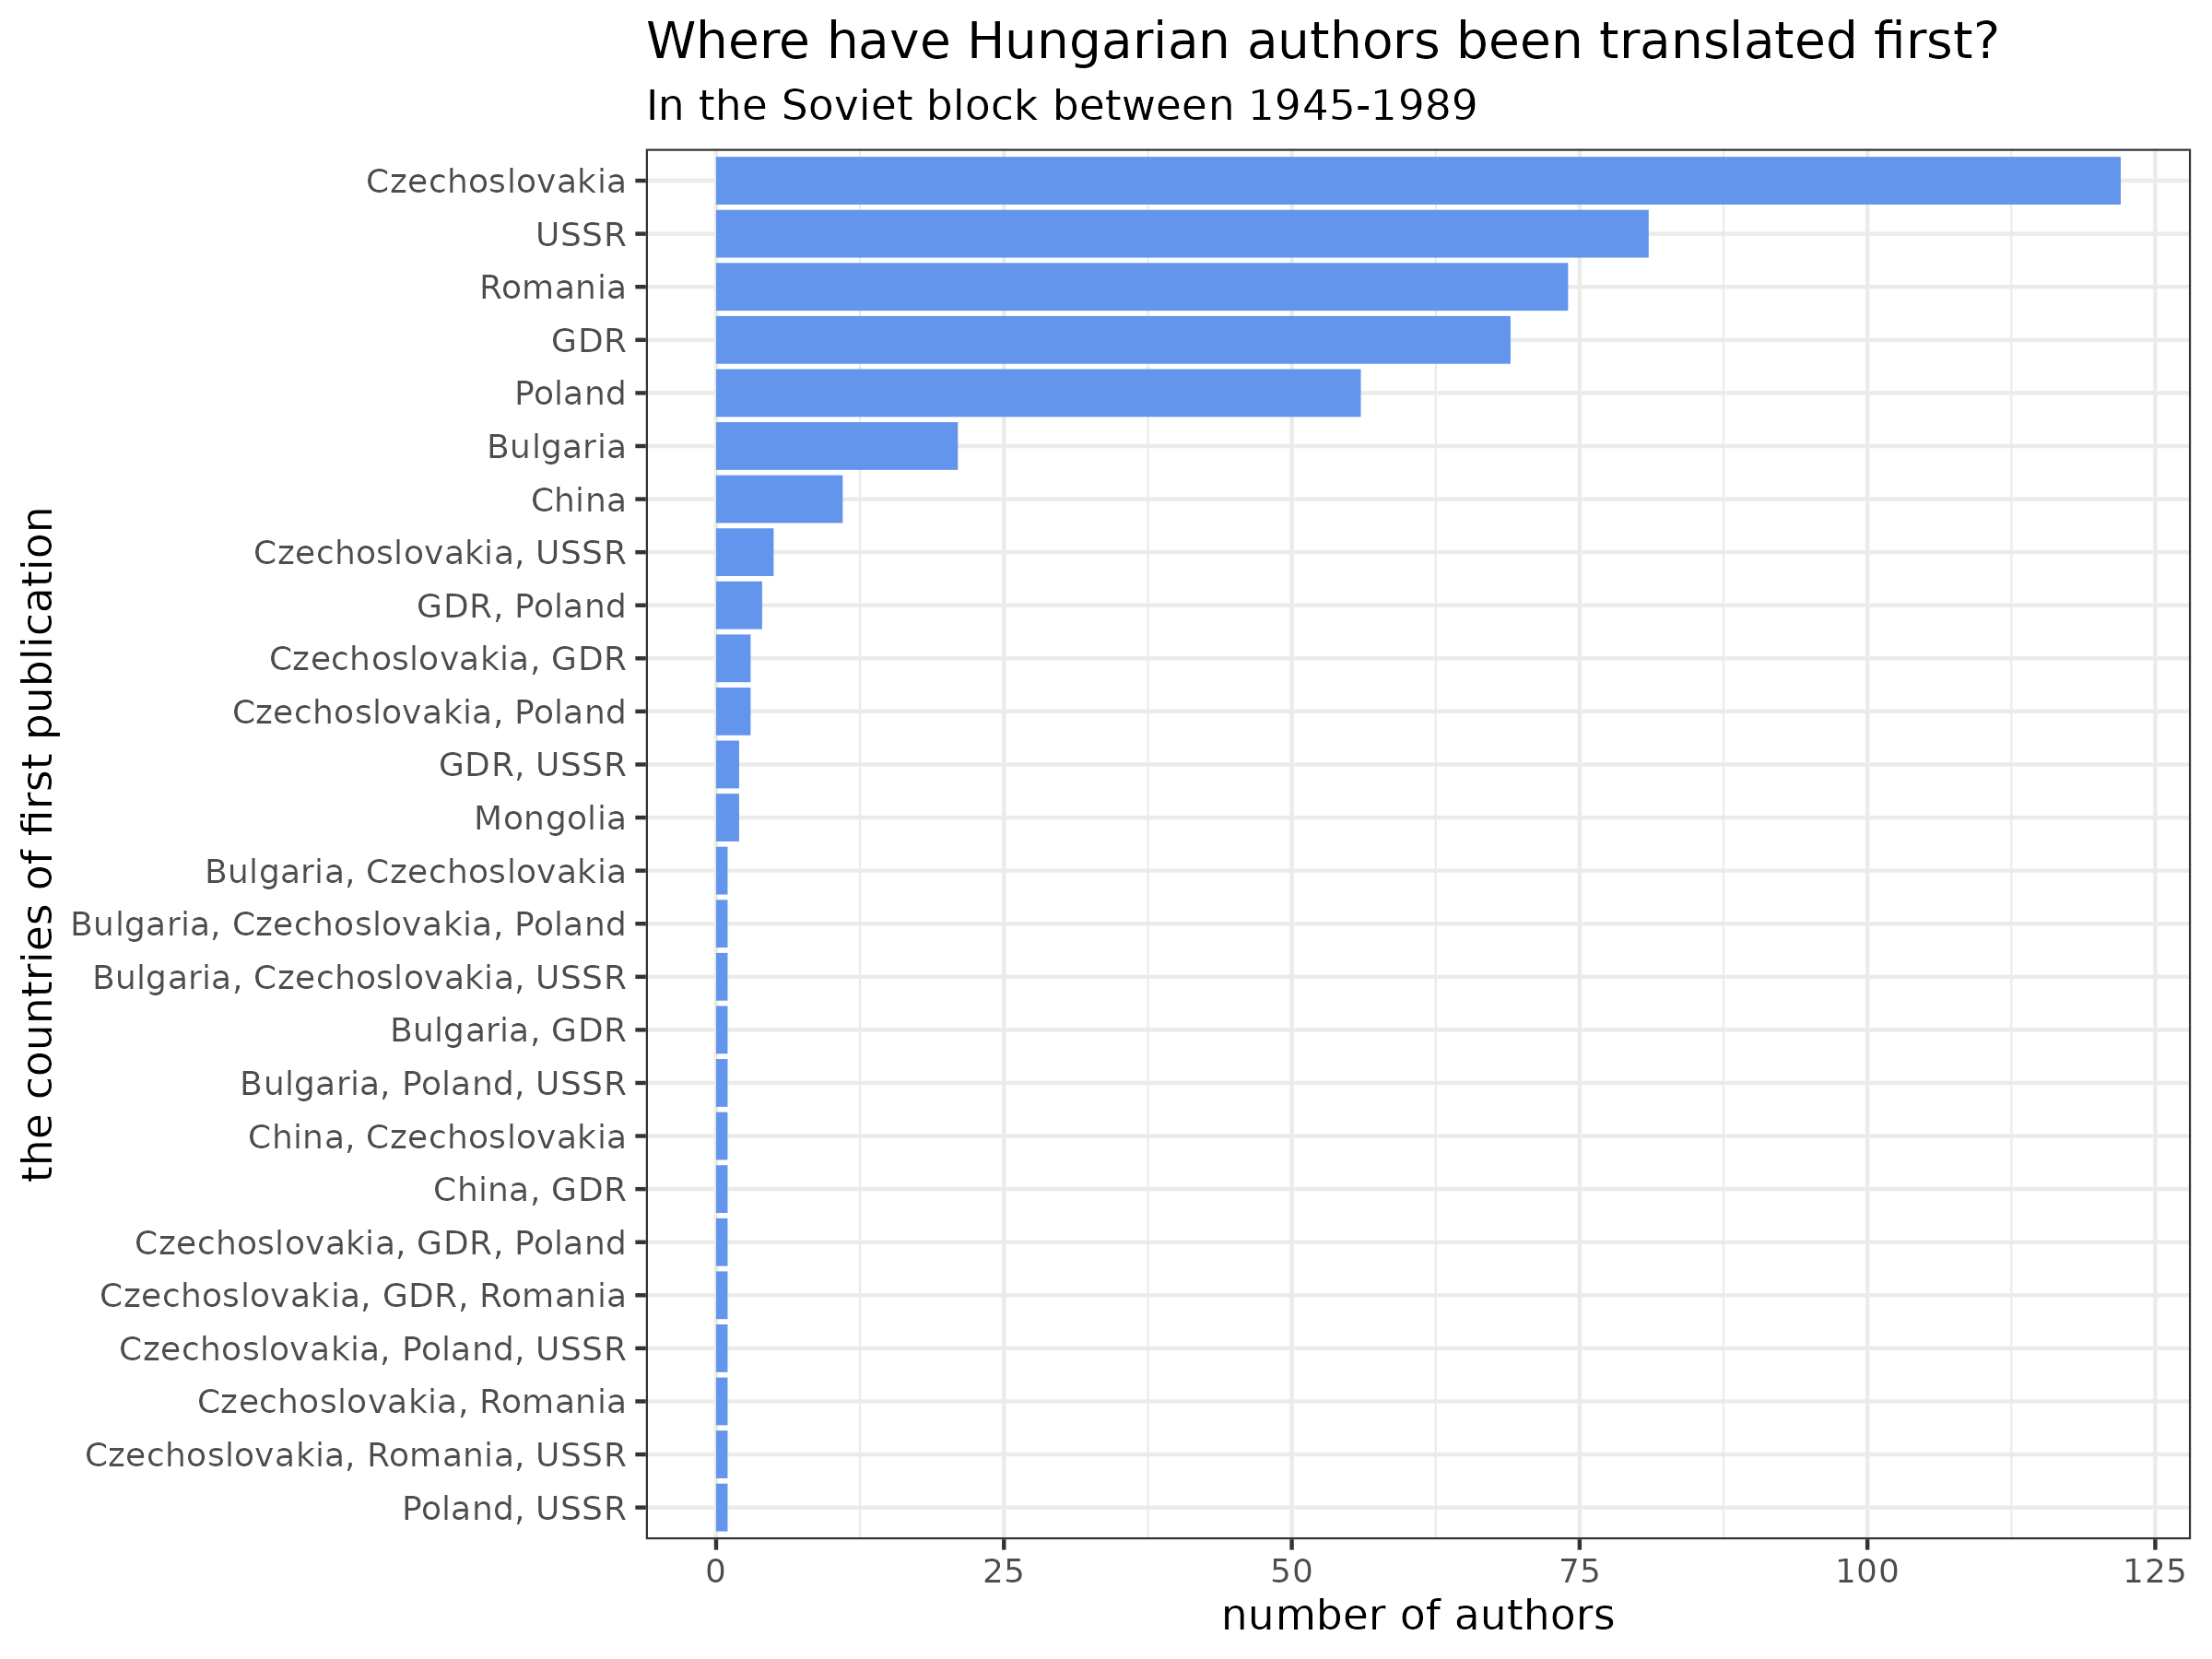 Where have Hungarian authors been translated first?
In the Soviet block between 1945-1989
the countries of first publication
Czechoslovakia
USSR
Romania
GDR
Poland
Bulgaria
China
Czechoslovakia, USSR
GDR, Poland
Czechoslovakia, GDR
Czechoslovakia, Poland
GDR, USSR
Mongolia
Bulgaria, Czechoslovakia
Bulgaria, Czechoslovakia, Poland
Bulgaria, Czechoslovakia, USSR
Bulgaria, GDR
Bulgaria, Poland, USSR
China, Czechoslovakia
China, GDR
Czechoslovakia, GDR, Poland
Czechoslovakia, GDR, Romania
Czechoslovakia, Poland, USSR
Czechoslovakia, Romania
Czechoslovakia, Romania, USSR
Poland, USSR
0 25 50 75 100 125
number of authors